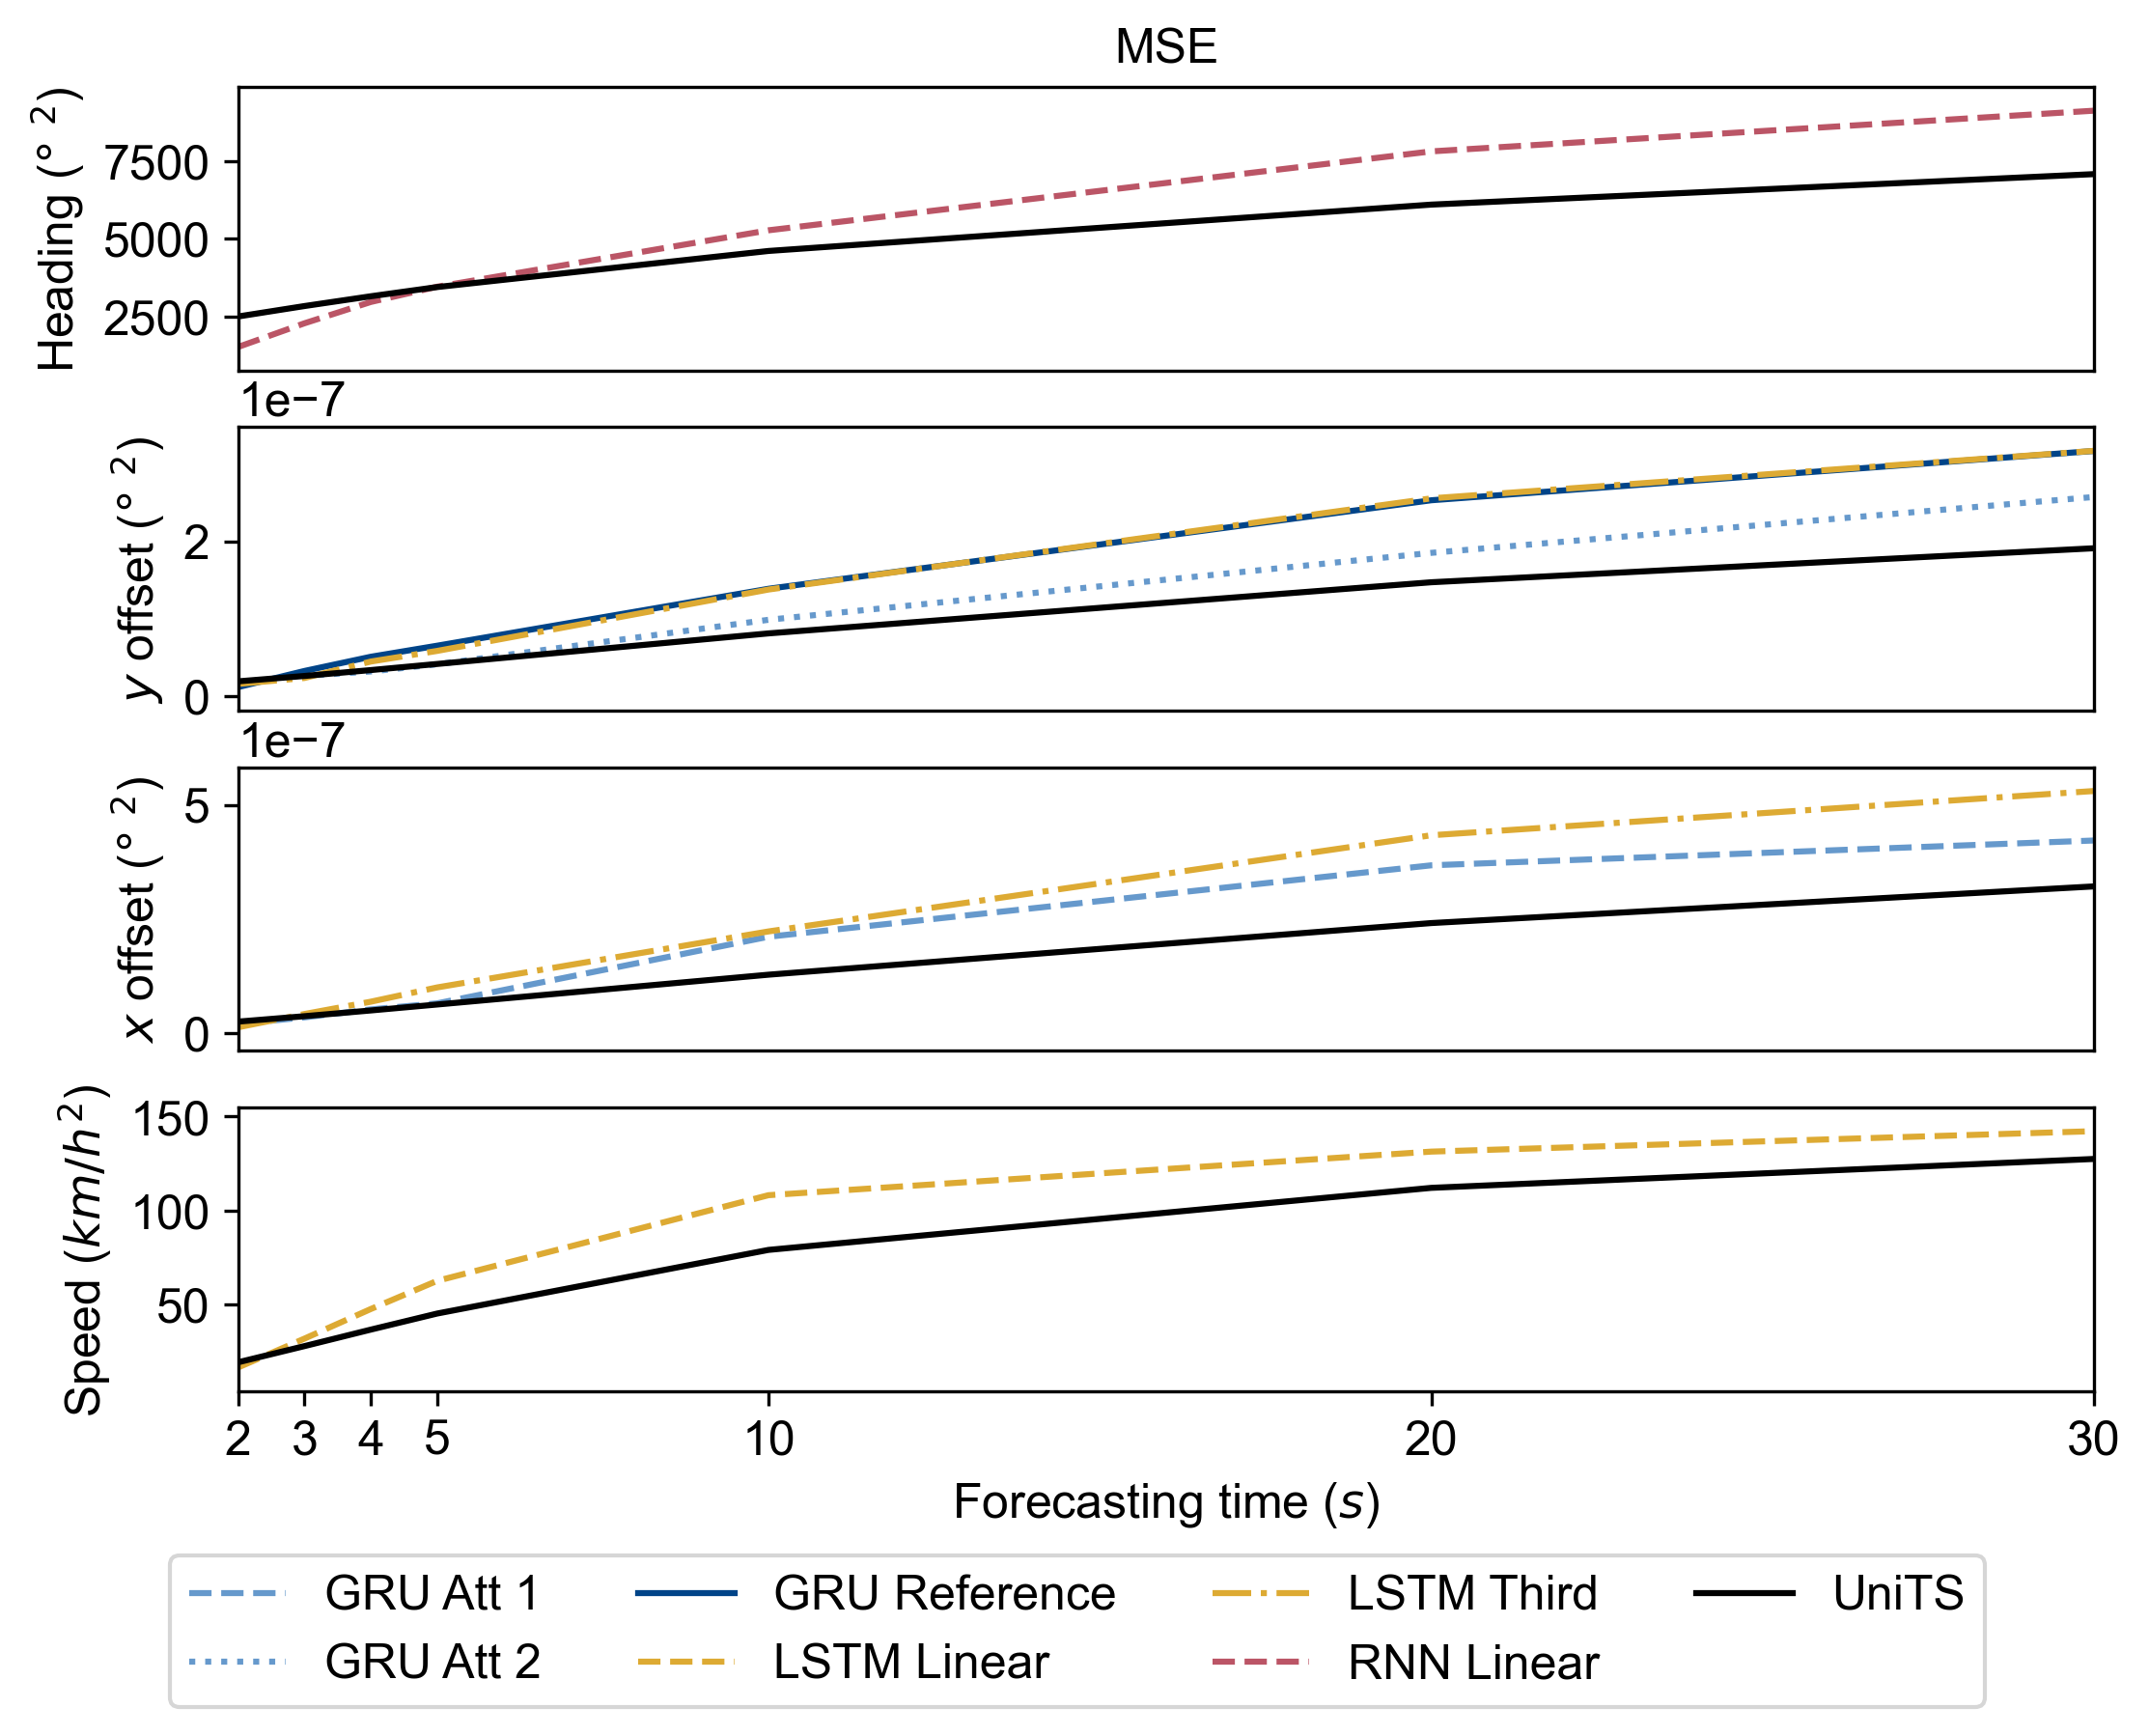 MSE
Heading (° ²)
7500
5000
2500
1e−7
y offset (° ²)
2
0
1e−7
x offset (° ²)
5
0
Speed (km/h²)
150
100
50
2 3 4 5 10 20 30
Forecasting time (s)
GRU Att 1 GRU Reference LSTM Third UniTS
GRU Att 2 LSTM Linear RNN Linear